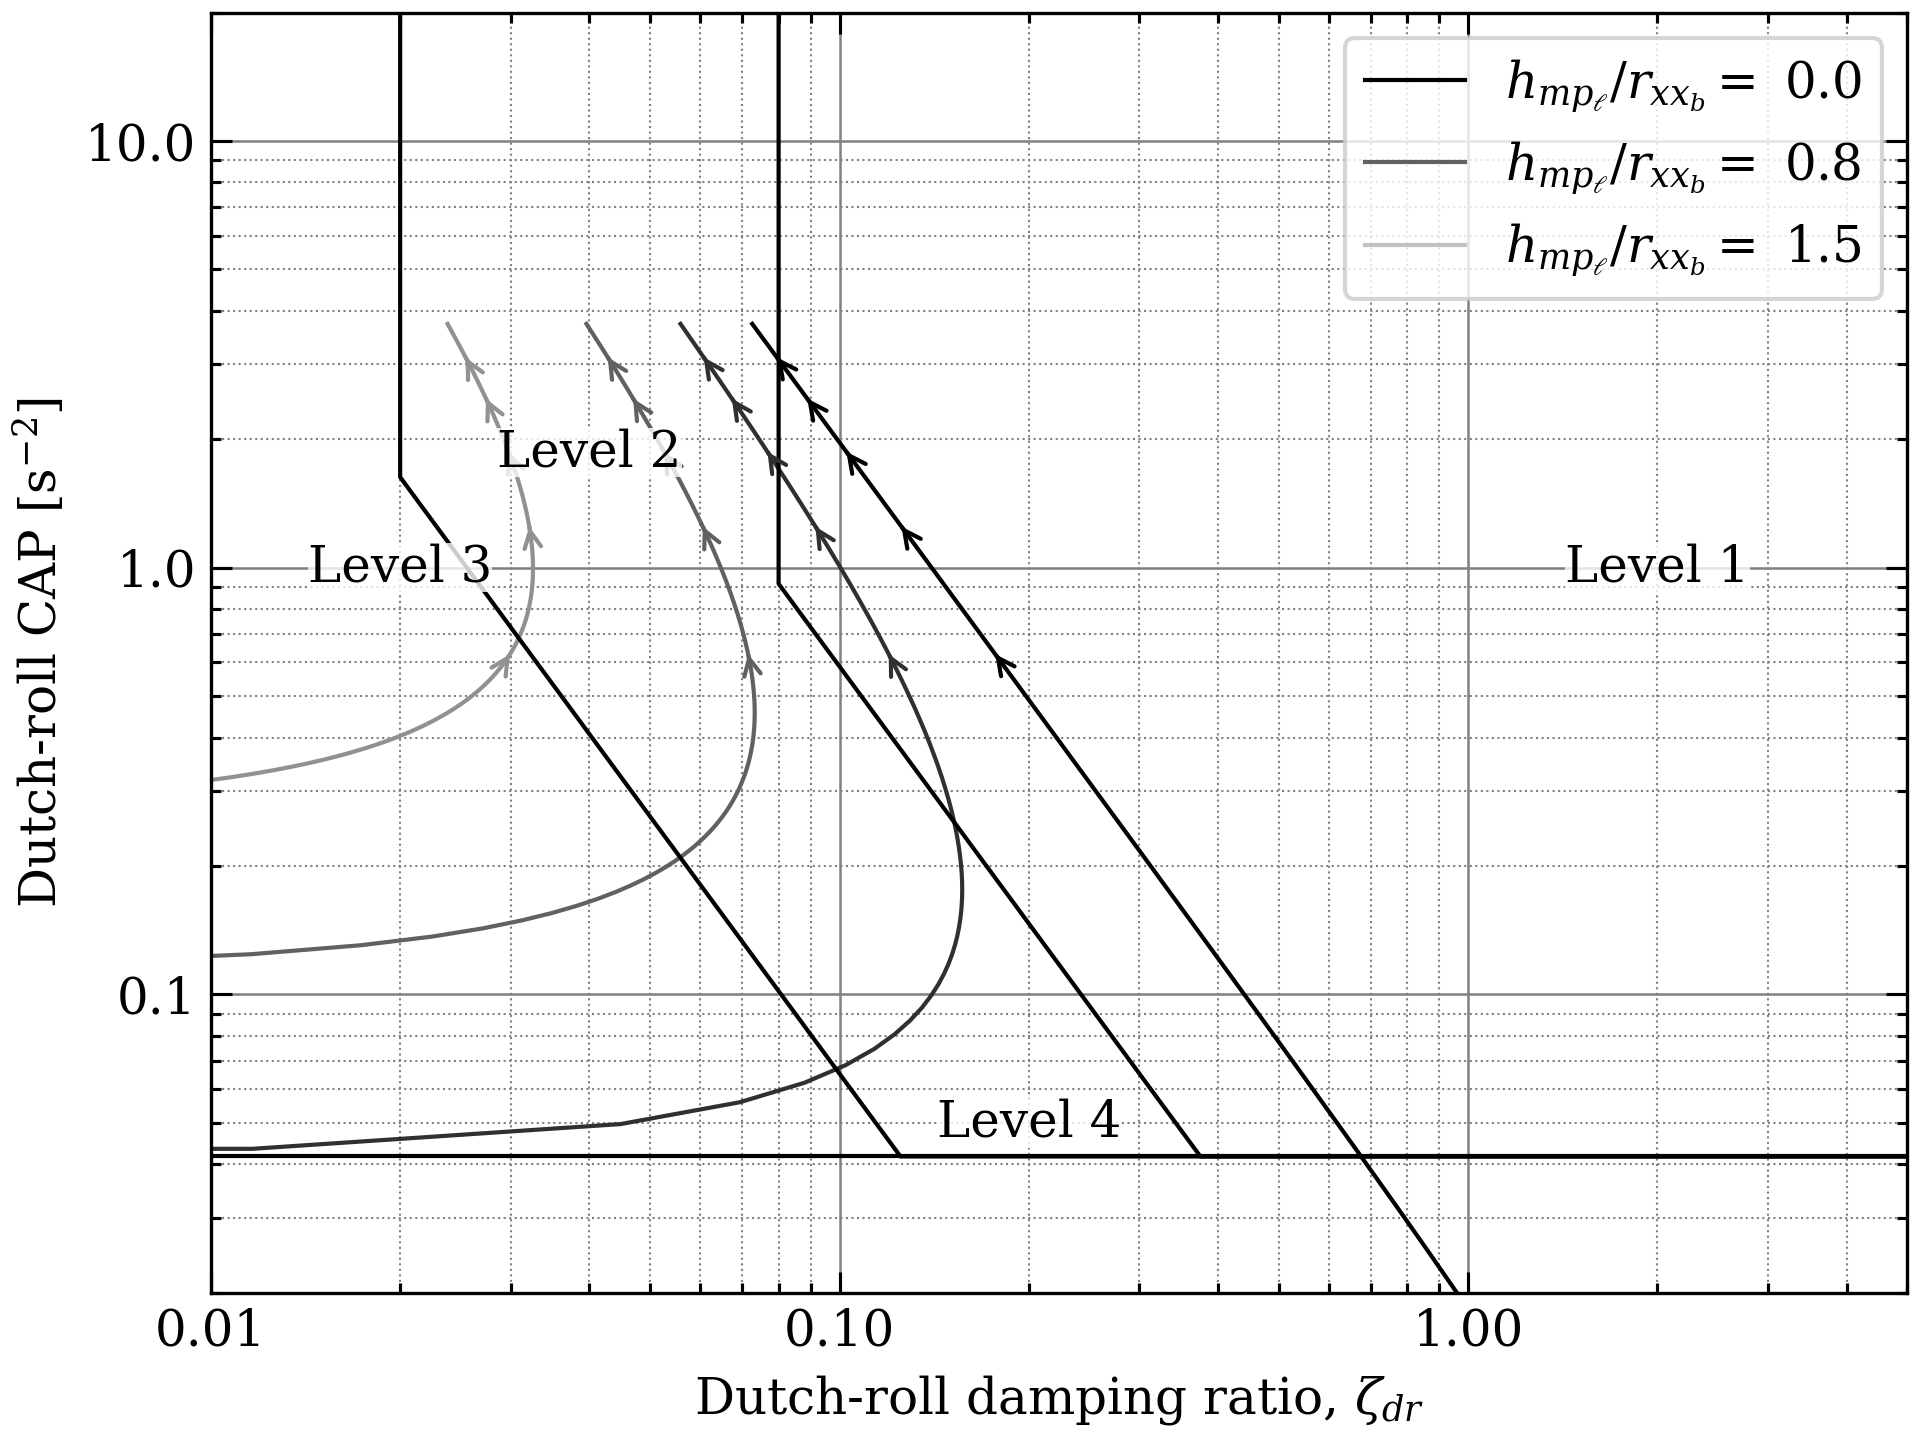 h_{mp_ℓ}/r_{xx_b} = 0.0
h_{mp_ℓ}/r_{xx_b} = 0.8
h_{mp_ℓ}/r_{xx_b} = 1.5
10.0
1.0
0.1
Dutch-roll CAP [s⁻²]
Level 2
Level 3
Level 1
Level 4
0.01
0.10
1.00
Dutch-roll damping ratio, ζ_{dr}